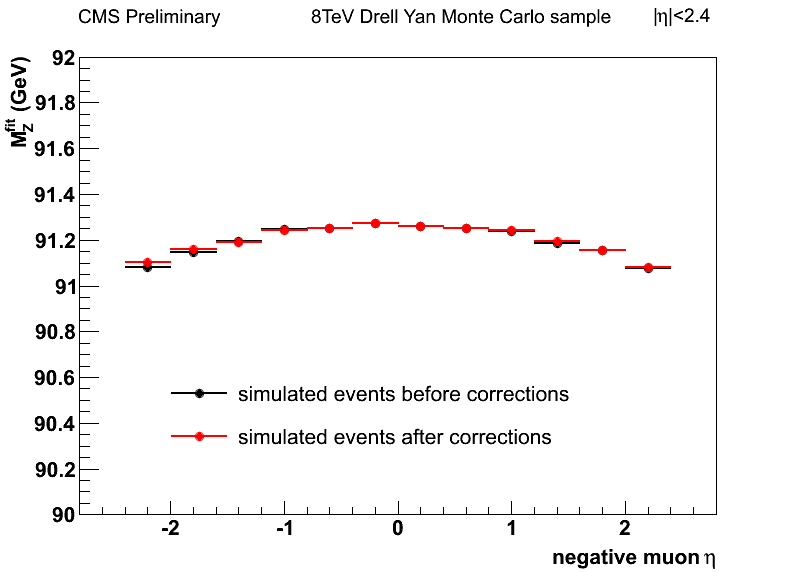 CMS Preliminary 8TeV Drell Yan Monte Carlo sample |η|<2.4
M_Z^fit (GeV)
92
91.8
91.6
91.4
91.2
91
90.8
90.6
90.4
90.2
90
simulated events before corrections
simulated events after corrections
-2 -1 0 1 2
negative muon η